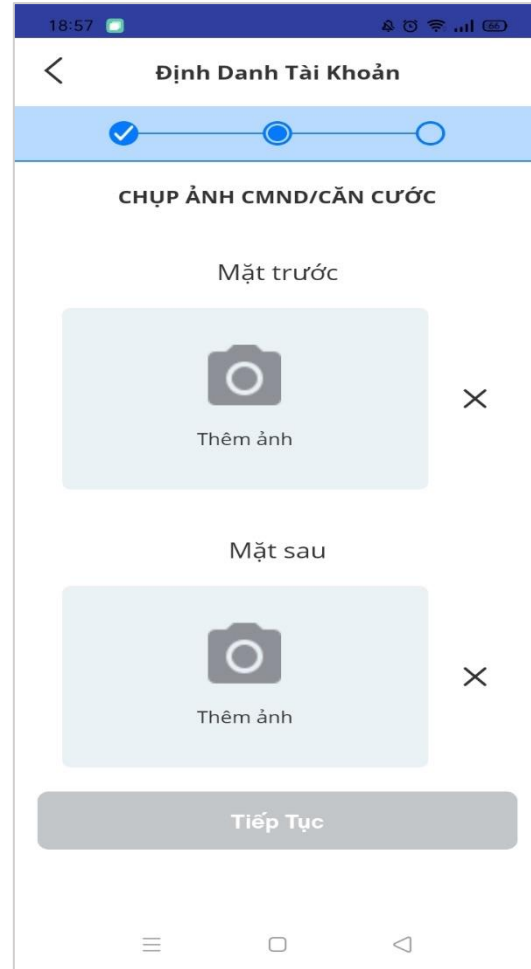 18:57
66
Định Danh Tài Khoản
CHỤP ẢNH CMND/CĂN CƯỚC
Mặt trước
Thêm ảnh
Mặt sau
Thêm ảnh
Tiếp Tục